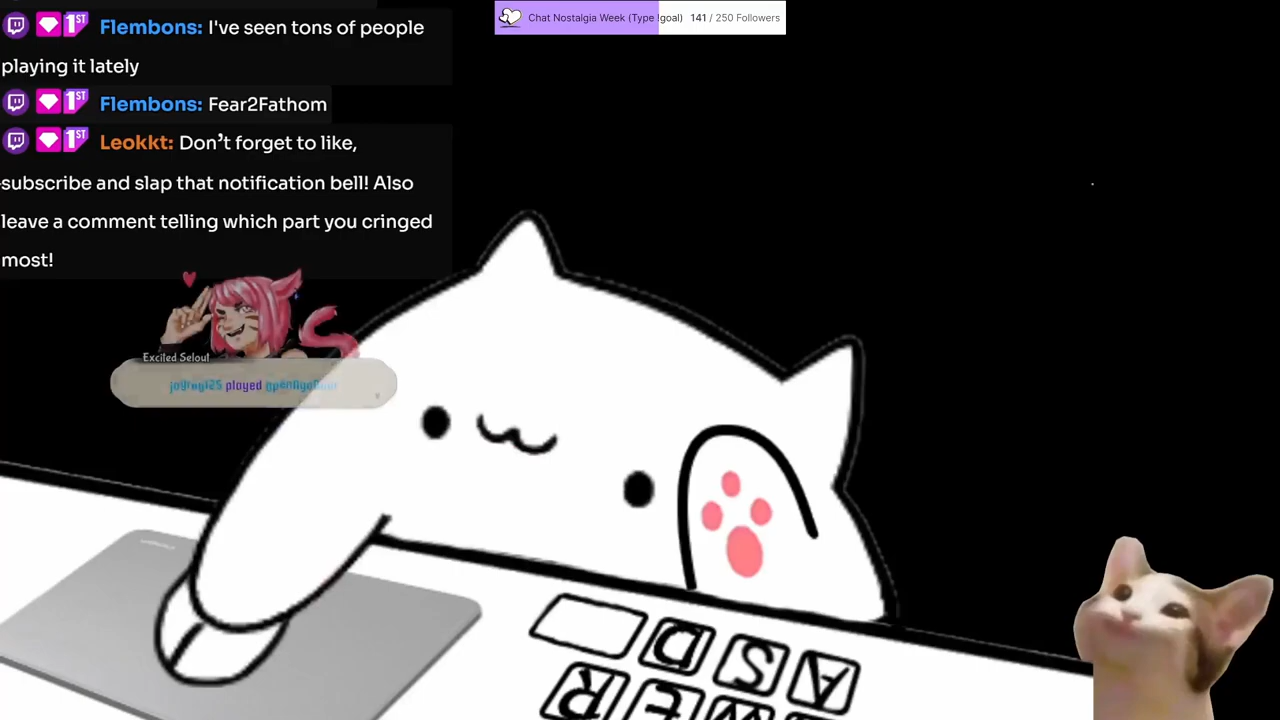 Chat Nostalgia Week (Type !goal) 141 / 250 Followers
Flembons: I've seen tons of people
playing it lately
Flembons: Fear2Fathom
Leokkt: Don't forget to like,
subscribe and slap that notification bell! Also
leave a comment telling which part you cringed
most!
Excited Selout
played
D S A
R E W